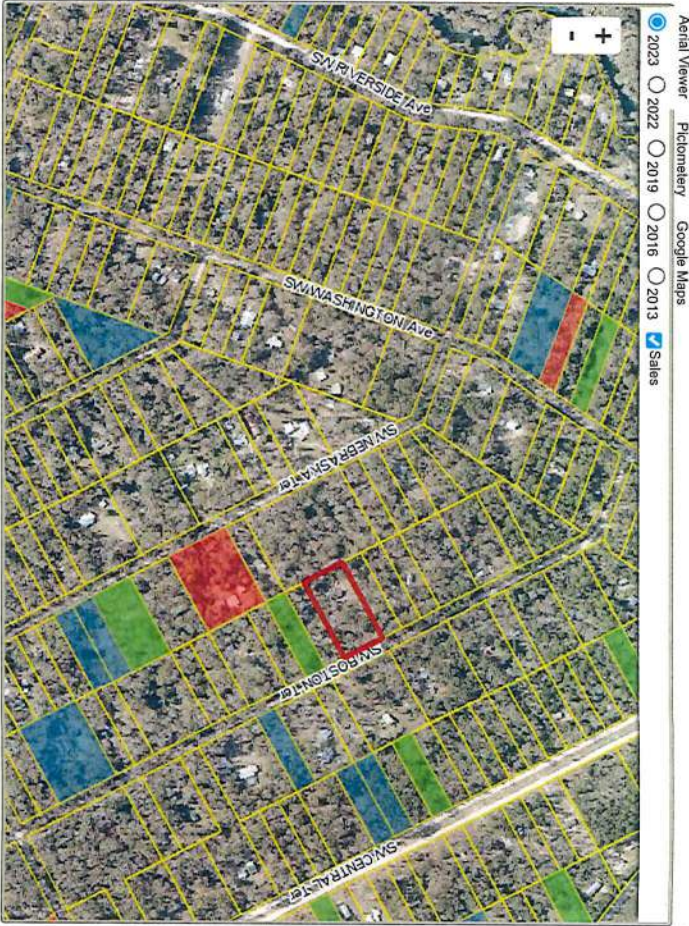 Aerial Viewer Pictometery Google Maps
2023 2022 2019 2016 2013 Sales
+
-
SW RIVERSIDE Ave
SW WASHINGTON Ave
SW NEBRASKA Ter
SW BOSTON Ter
SW CENTRAL Ter